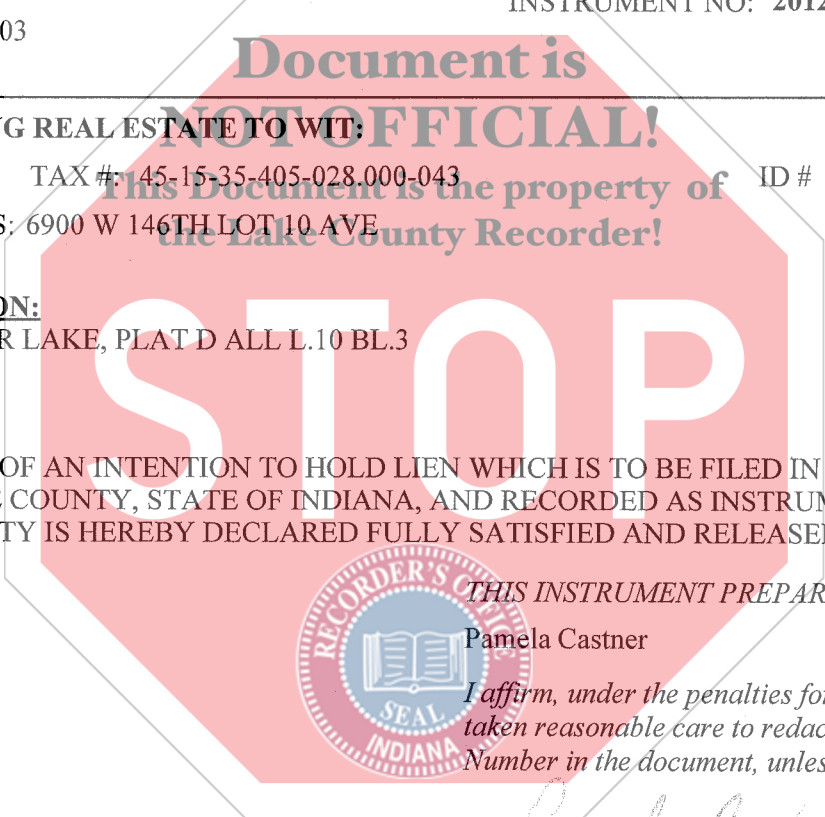 INSTRUMENT NO: 2012
03
Document is
NOT OFFICIAL!
G REAL ESTATE TO WIT:
TAX #: 45-15-35-405-028.000-043
ID #
This Document is the property of
S: 6900 W 146TH LOT 10 AVE
the Lake County Recorder!
ON:
R LAKE, PLAT D ALL L.10 BL.3
STOP
OF AN INTENTION TO HOLD LIEN WHICH IS TO BE FILED IN
COUNTY, STATE OF INDIANA, AND RECORDED AS INSTRUM
TY IS HEREBY DECLARED FULLY SATISFIED AND RELEASE
THIS INSTRUMENT PREPAR
Pamela Castner
I affirm, under the penalties for
taken reasonable care to redac
Number in the document, unles
RECORDER'S OFFICE
SEAL
INDIANA